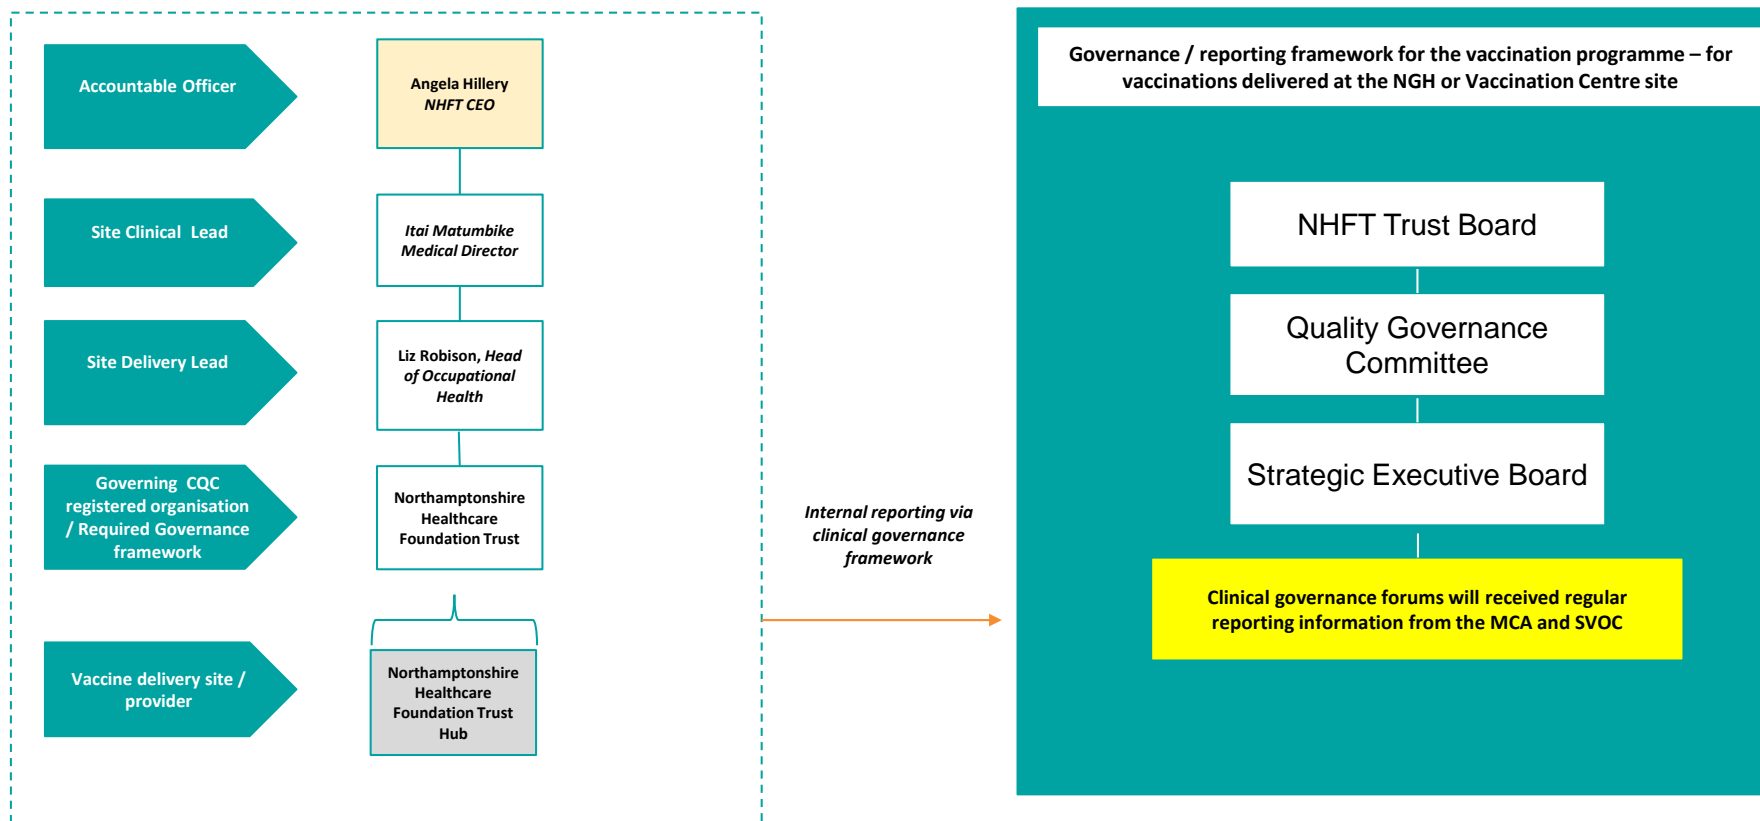 Accountable Officer
Angela Hillery
NHFT CEO
Site Clinical Lead
Itai Matumbike
Medical Director
Site Delivery Lead
Liz Robison, Head
of Occupational
Health
Governing CQC
registered organisation
/ Required Governance
framework
Northamptonshire
Healthcare
Foundation Trust
Vaccine delivery site /
provider
Northamptonshire
Healthcare
Foundation Trust
Hub
Internal reporting via
clinical governance
framework
Governance / reporting framework for the vaccination programme – for
vaccinations delivered at the NGH or Vaccination Centre site
NHFT Trust Board
Quality Governance
Committee
Strategic Executive Board
Clinical governance forums will received regular
reporting information from the MCA and SVOC